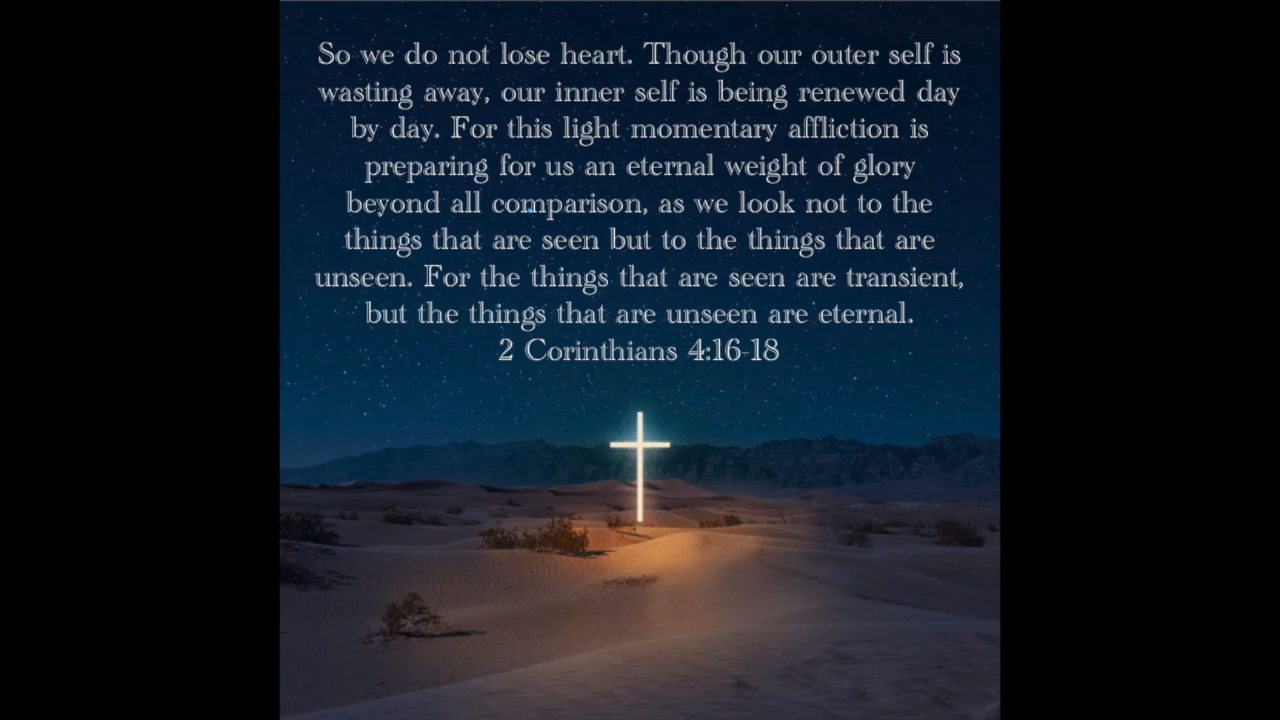 So we do not lose heart. Though our outer self is
wasting away, our inner self is being renewed day
by day. For this light momentary affliction is
preparing for us an eternal weight of glory
beyond all comparison, as we look not to the
things that are seen but to the things that are
unseen. For the things that are seen are transient,
but the things that are unseen are eternal.
2 Corinthians 4:16-18